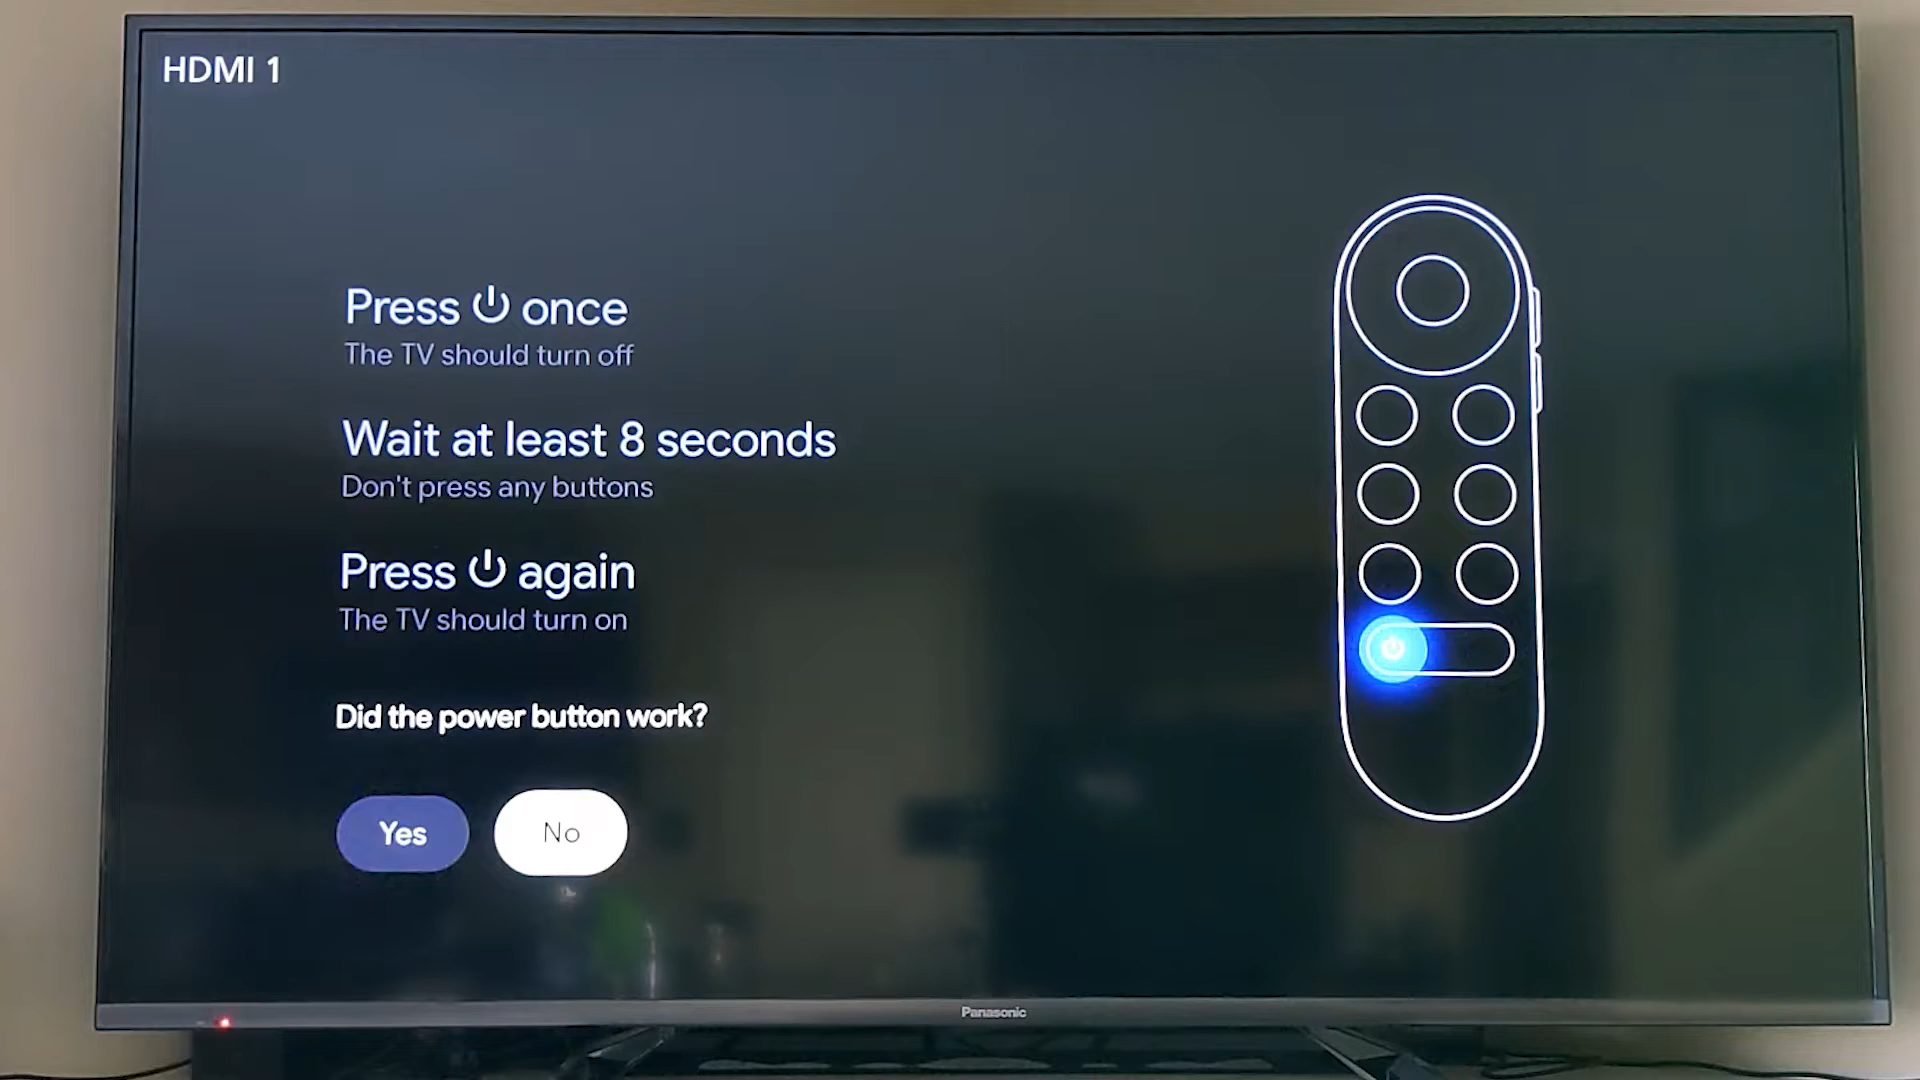 HDMI 1
Press ⏻ once
The TV should turn off
Wait at least 8 seconds
Don't press any buttons
Press ⏻ again
The TV should turn on
Did the power button work?
Yes
No
Panasonic